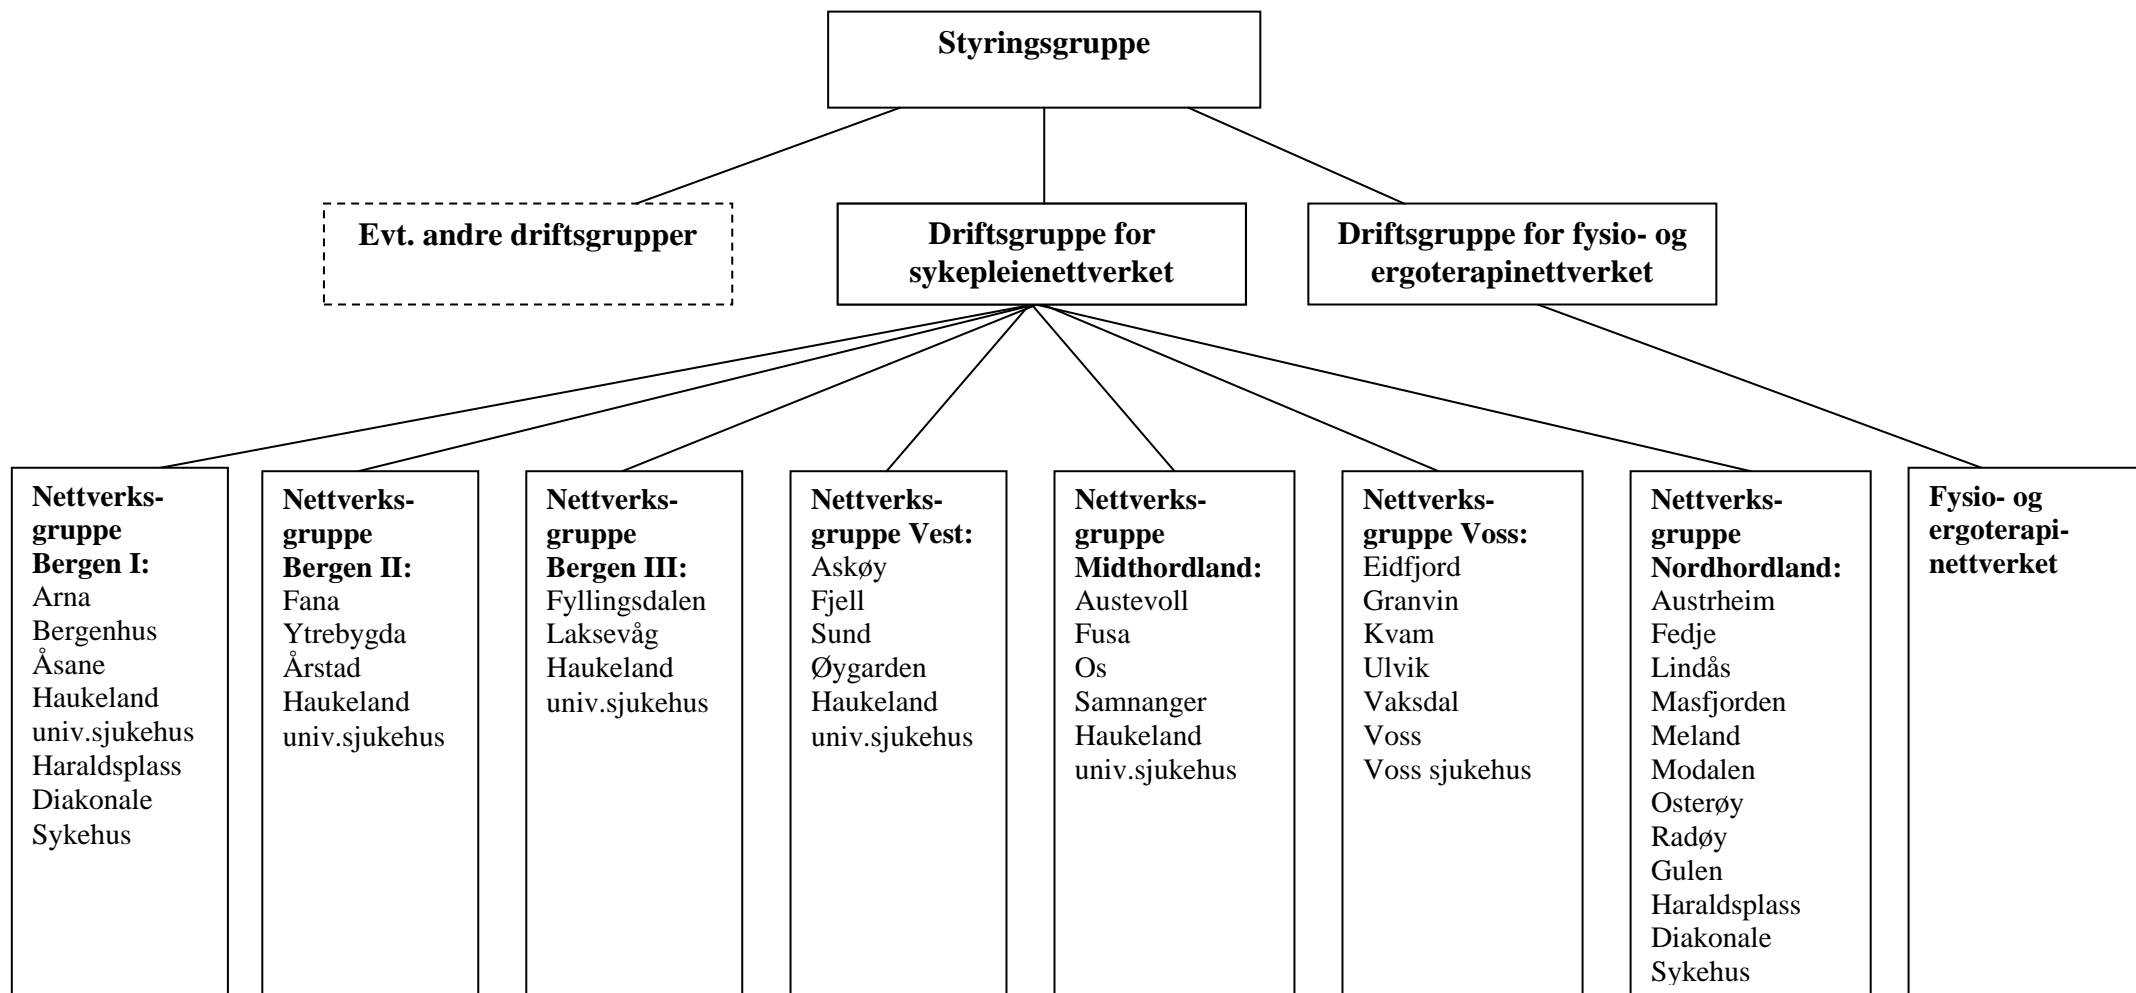 Styringsgruppe
Evt. andre driftsgrupper
Driftsgruppe for
sykepleienettverket
Driftsgruppe for fysio- og
ergoterapinettverket
Nettverks-
gruppe
Bergen I:
Arna
Bergenhus
Åsane
Haukeland
univ.sjukehus
Haraldsplass
Diakonale
Sykehus
Nettverks-
gruppe
Bergen II:
Fana
Ytrebygda
Årstad
Haukeland
univ.sjukehus
Nettverks-
gruppe
Bergen III:
Fyllingsdalen
Laksevåg
Haukeland
univ.sjukehus
Nettverks-
gruppe Vest:
Askøy
Fjell
Sund
Øygarden
Haukeland
univ.sjukehus
Nettverks-
gruppe
Midthordland:
Austevoll
Fusa
Os
Samnanger
Haukeland
univ.sjukehus
Nettverks-
gruppe Voss:
Eidfjord
Granvin
Kvam
Ulvik
Vaksdal
Voss
Voss sjukehus
Nettverks-
gruppe
Nordhordland:
Austrheim
Fedje
Lindås
Masfjorden
Meland
Modalen
Osterøy
Radøy
Gulen
Haraldsplass
Diakonale
Sykehus
Fysio- og
ergoterapi-
nettverket